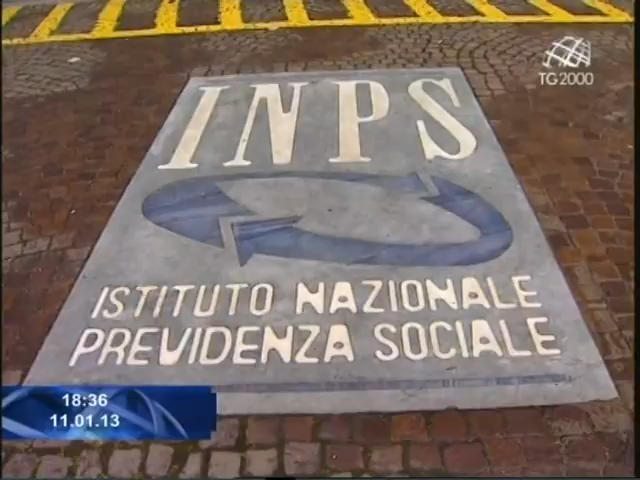 TG2000
INPS
ISTITUTO NAZIONALE
PREVIDENZA SOCIALE
18:36
11.01.13